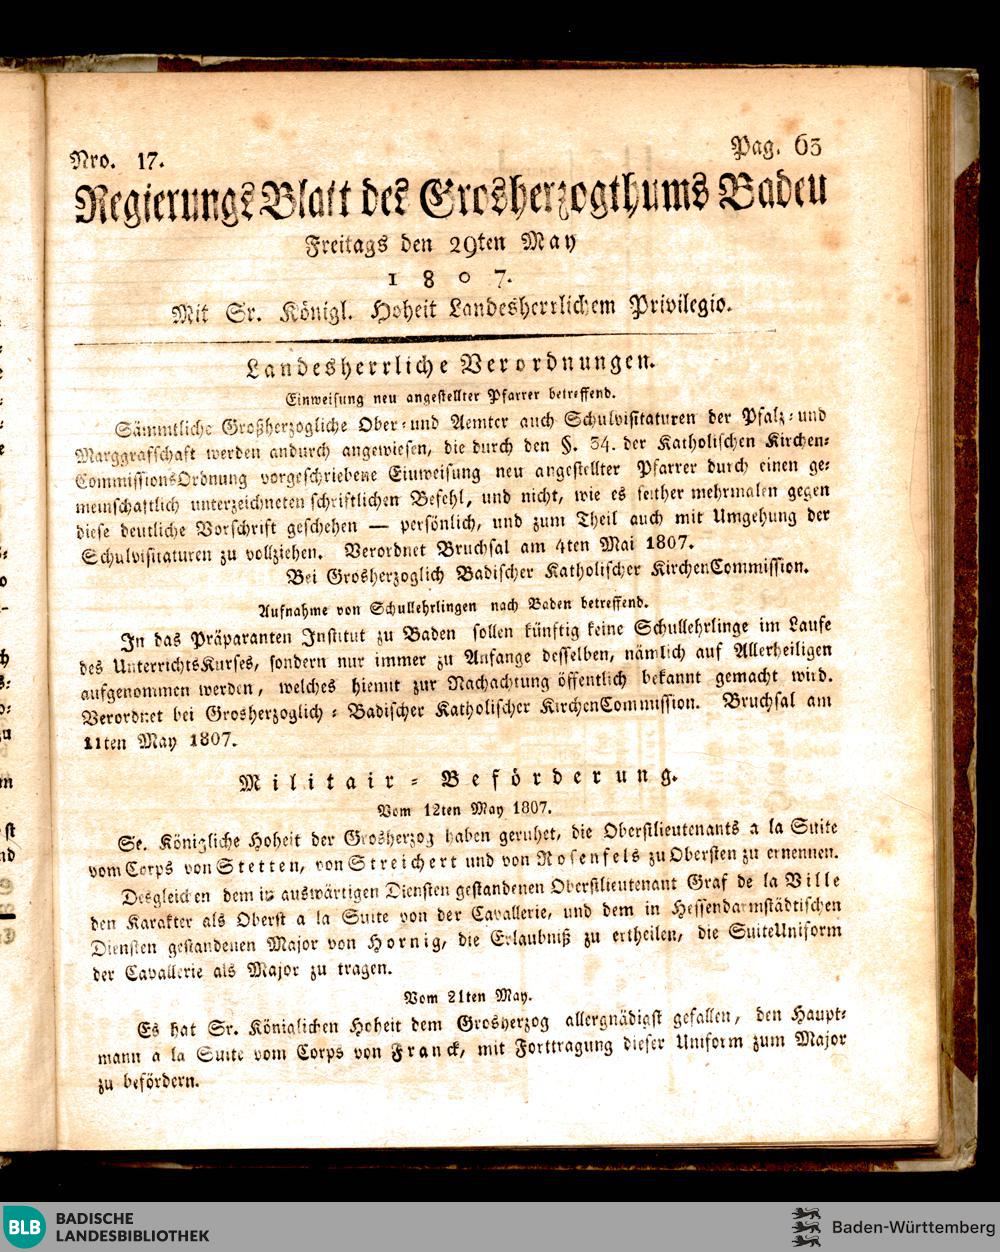 Nro. 17.
Pag. 63
Regierungs Blatt des Grosherzogthums Baden
Freitags den 29ten May
1 8 0 7.
Mit Sr. Königl. Hoheit Landesherrlichem Privilegio.
Landesherrliche Verordnungen.
Einweisung neu angestellter Pfarrer betreffend.
Sämmtliche Großherzogliche Ober- und Aemter auch Schulvisitaturen der Pfalz- und
Marggrafschaft werden andurch angewiesen, die durch den §. 34. der Katholischen Kirchen-
CommissionsOrdnung vorgeschriebene Einweisung neu angestellter Pfarrer durch einen ge-
meinschaftlich unterzeichneten schriftlichen Befehl, und nicht, wie es seither mehrmalen gegen
diese deutliche Vorschrift geschehen — persönlich, und zum Theil auch mit Umgehung der
Schulvisitaturen zu vollziehen. Verordnet Bruchsal am 4ten Mai 1807.
Bei Grosherzoglich Badischer Katholischer KirchenCommission.
Aufnahme von Schullehrlingen nach Baden betreffend.
In das Präparanten Institut zu Baden sollen künftig keine Schullehrlinge im Laufe
des UnterrichtsKurses, sondern nur immer zu Anfange desselben, nämlich auf Allerheiligen
aufgenommen werden, welches hiemit zur Nachachtung öffentlich bekannt gemacht wird.
Verordnet bei Grosherzoglich-Badischer Katholischer KirchenCommission. Bruchsal am
11ten May 1807.
Militair-Beförderung.
Vom 12ten May 1807.
Se. Königliche Hoheit der Grosherzog haben geruhet, die Oberstlieutenants a la Suite
vom Corps von Stetten, von Streichert und von Rosenfels zu Obersten zu ernennen.
Desgleichen dem in auswärtigen Diensten gestandenen Oberstlieutenant Graf de la Ville
den Karakter als Oberst a la Suite von der Cavallerie, und dem in Hessendarmstädtischen
Diensten gestandenen Major von Hornig, die Erlaubniß zu ertheilen, die SuiteUniform
der Cavallerie als Major zu tragen.
Vom 21ten May.
Es hat Sr. Königlichen Hoheit dem Grosherzog allergnädigst gefallen, den Haupt-
mann a la Suite vom Corps von Franck, mit Forttragung dieser Uniform zum Major
zu befördern.
BLB BADISCHE
LANDESBIBLIOTHEK
Baden-Württemberg